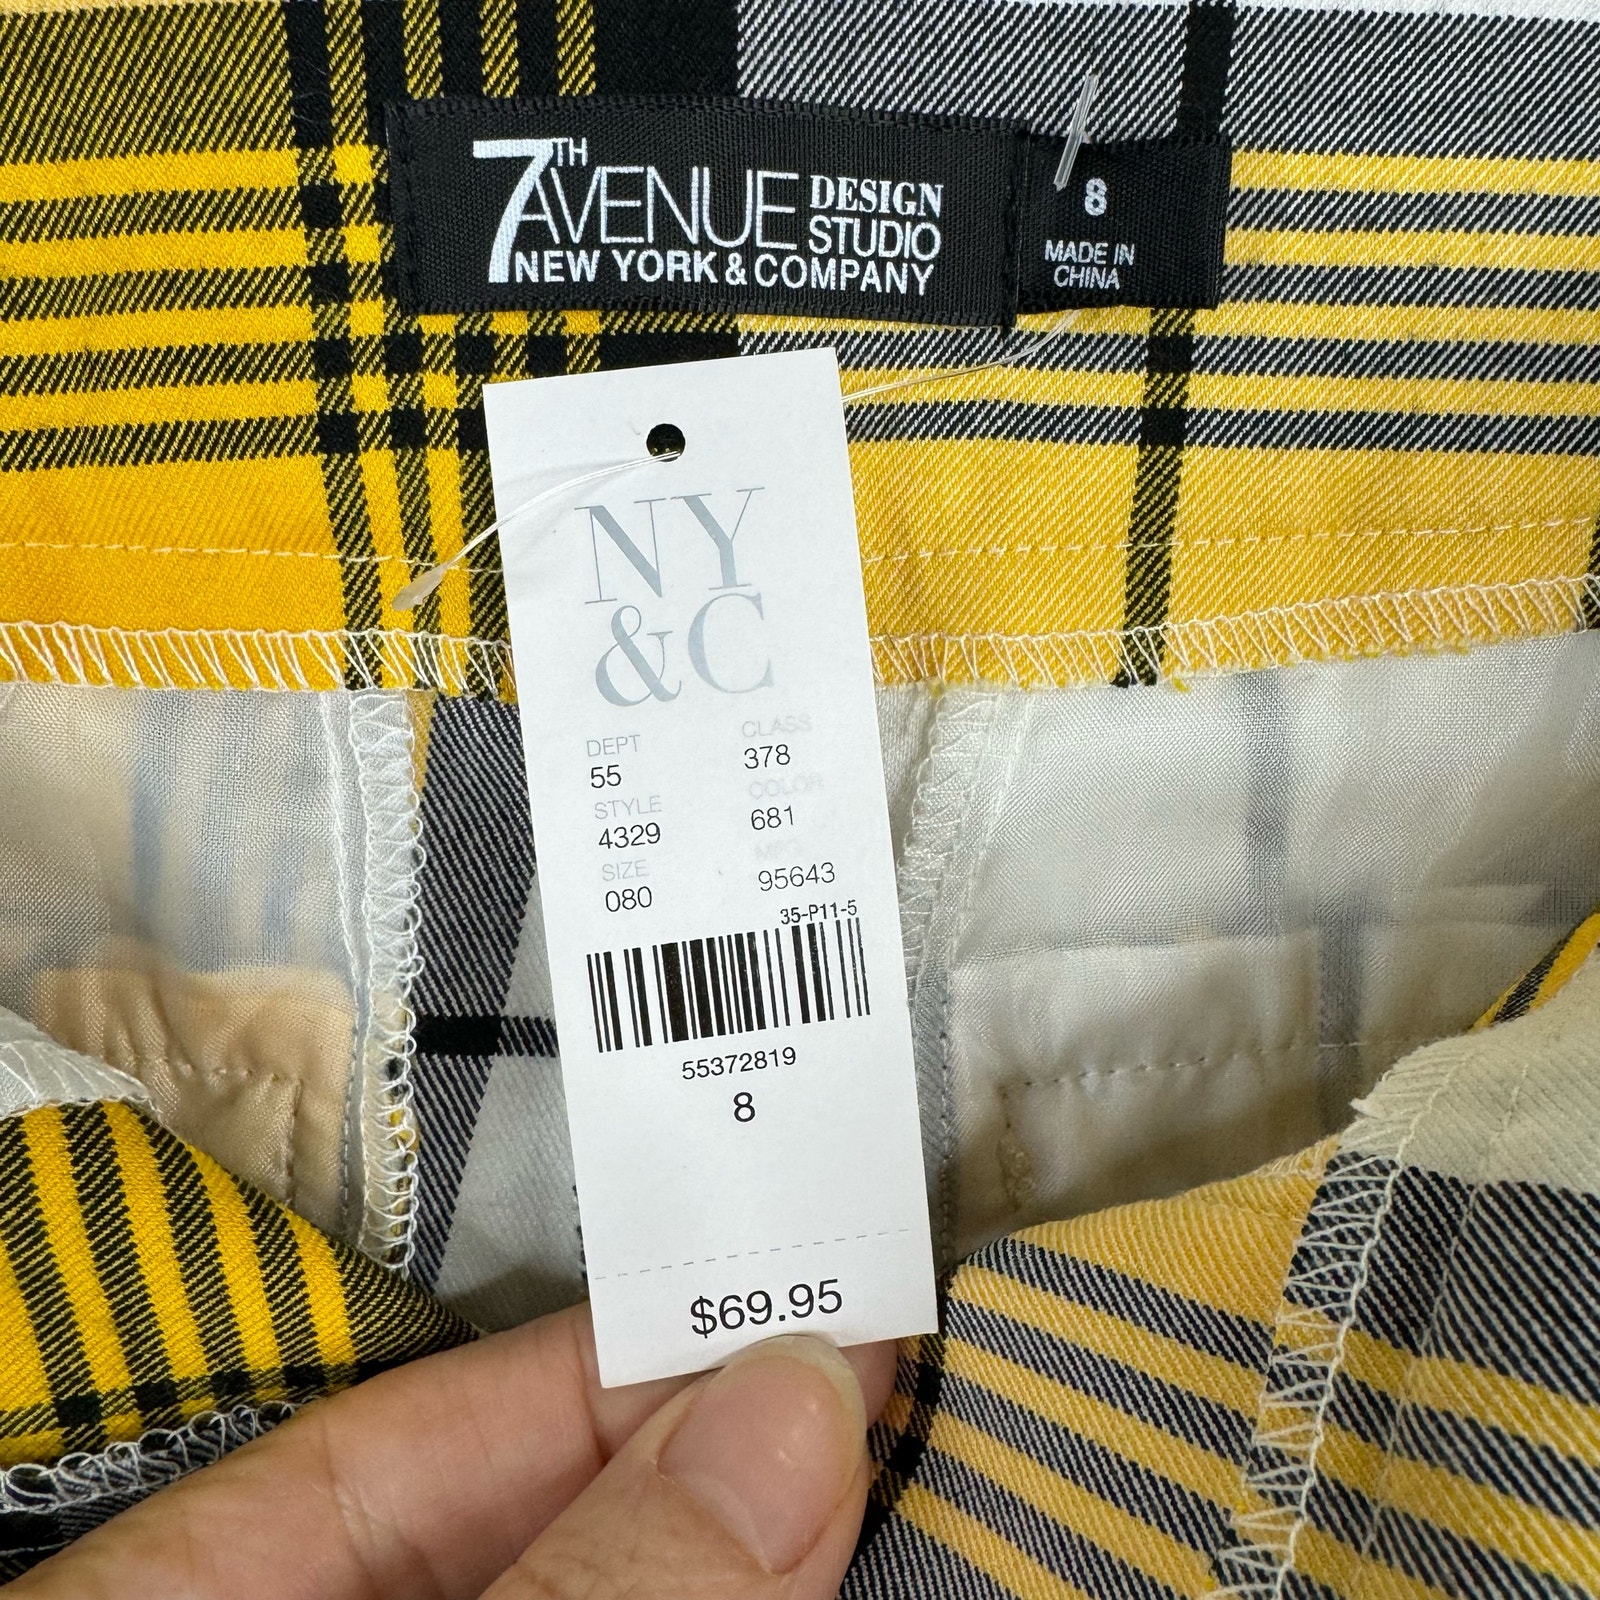 7TH AVENUE DESIGN STUDIO
NEW YORK & COMPANY
8
MADE IN
CHINA
NY
&C
DEPT CLASS
55 378
STYLE COLOR
4329 681
SIZE
080 95643
35-P11-5
55372819
8
$69.95